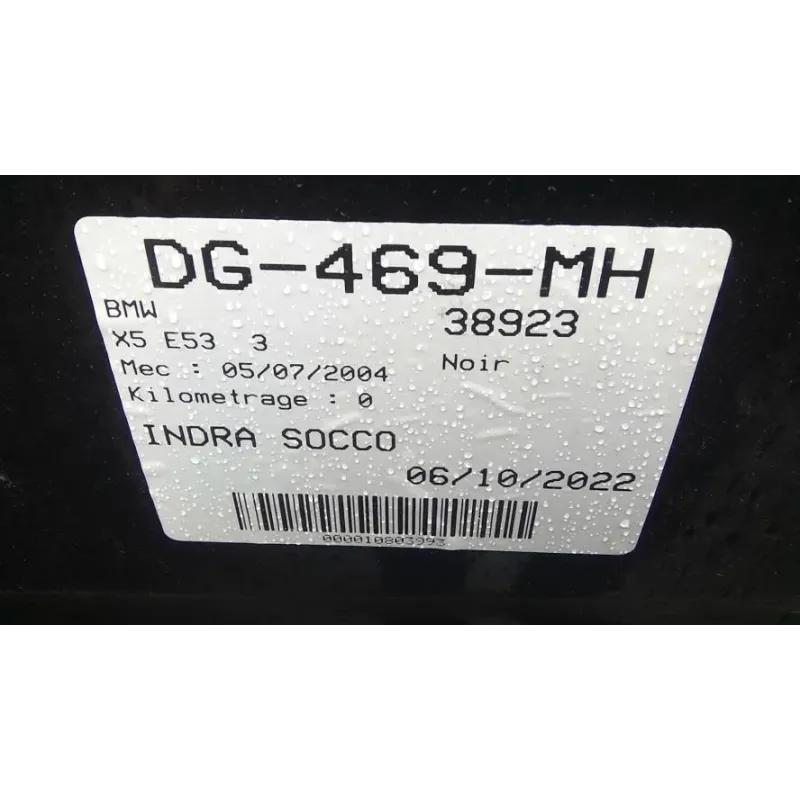 DG-469-MH
BMW
38923
X5 E53 3
Noir
Mec : 05/07/2004
Kilometrage : 0
INDRA SOCCO
06/10/2022
000010803993